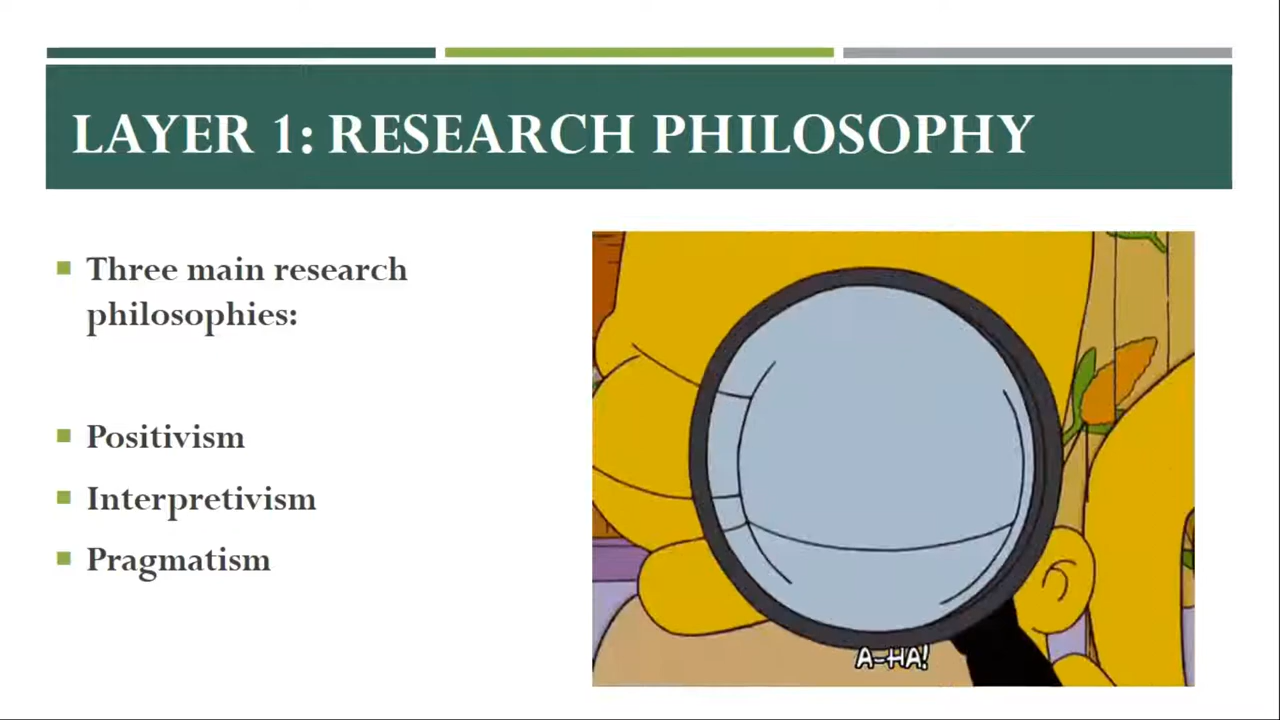 LAYER 1: RESEARCH PHILOSOPHY
Three main research
philosophies:
Positivism
Interpretivism
Pragmatism
A-HA!